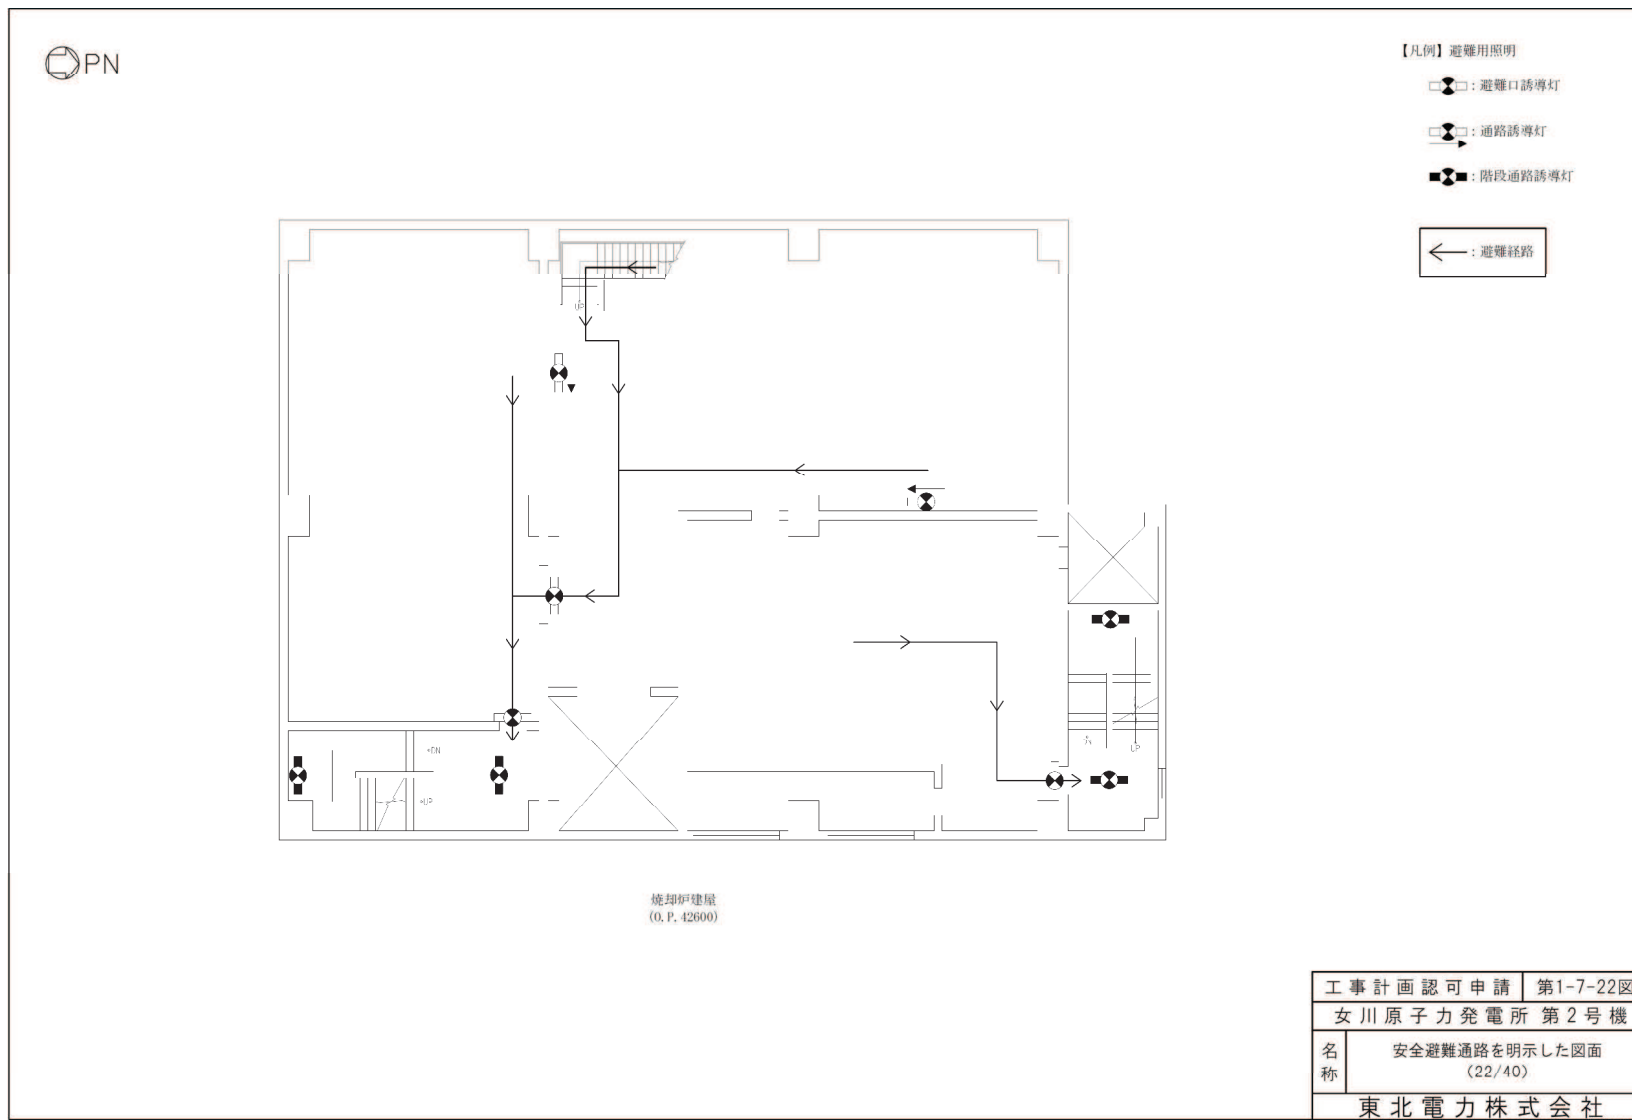 PN
【凡例】避難用照明
：避難口誘導灯
：通路誘導灯
：階段通路誘導灯
：避難経路
UP
DN
UP
UP
焼却炉建屋
(O.P.42600)
工事計画認可申請 第1-7-22図
女川原子力発電所 第2号機
名称 安全避難通路を明示した図面
(22/40)
東北電力株式会社